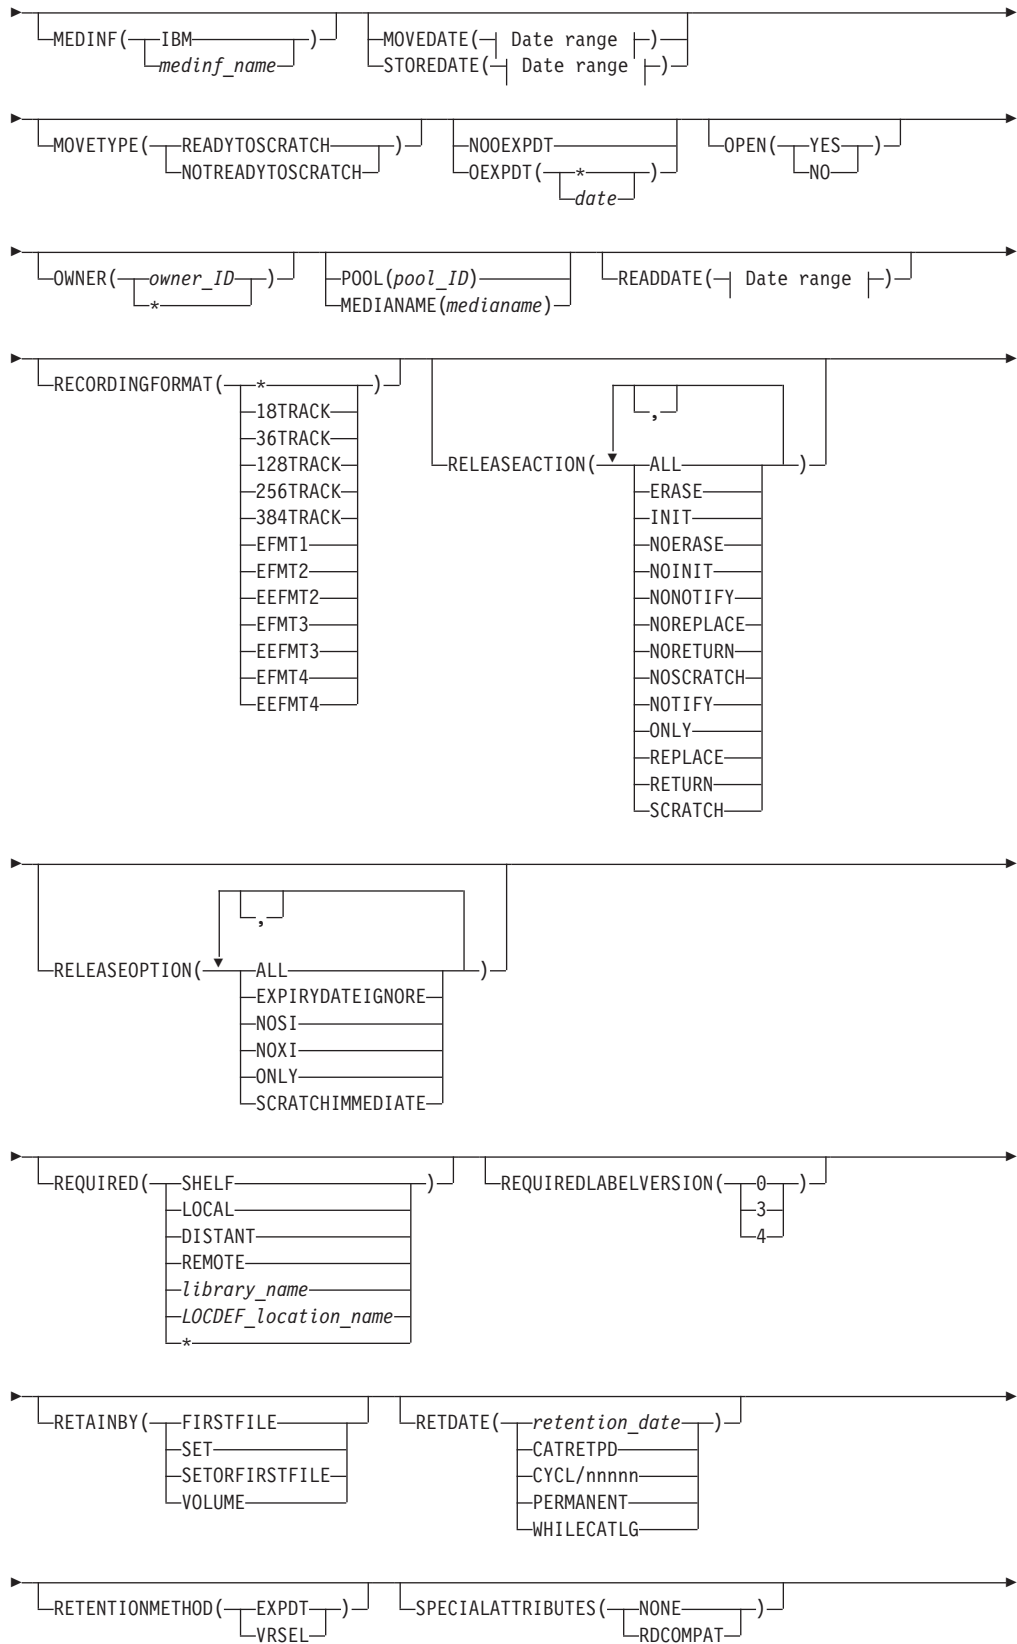 MEDINF( IBM ) MOVEDATE( Date range )
medinf_name STOREDATE( Date range )
MOVETYPE( READYTOSCRATCH ) NOOEXPDT OPEN( YES )
NOTREADYTOSCRATCH OEXPDT( * ) NO
date
OWNER( owner_ID ) POOL(pool_ID) READDATE( Date range )
* MEDIANAME(medianame)
RECORDINGFORMAT( * )
18TRACK ,
36TRACK
128TRACK RELEASEACTION( ALL )
256TRACK ERASE
384TRACK INIT
EFMT1 NOERASE
EFMT2 NOINIT
EEFMT2 NONOTIFY
EFMT3 NOREPLACE
EEFMT3 NORETURN
EFMT4 NOSCRATCH
EEFMT4 NOTIFY
ONLY
REPLACE
RETURN
SCRATCH
,
RELEASEOPTION( ALL )
EXPIRYDATEIGNORE
NOSI
NOXI
ONLY
SCRATCHIMMEDIATE
REQUIRED( SHELF ) REQUIREDLABELVERSION( 0 )
LOCAL 3
DISTANT 4
REMOTE
library_name
LOCDEF_location_name
*
RETAINBY( FIRSTFILE ) RETDATE( retention_date )
SET CATRETPD
SETORFIRSTFILE CYCL/nnnnn
VOLUME PERMANENT
WHILECATLG
RETENTIONMETHOD( EXPDT ) SPECIALATTRIBUTES( NONE )
VRSEL RDCOMPAT